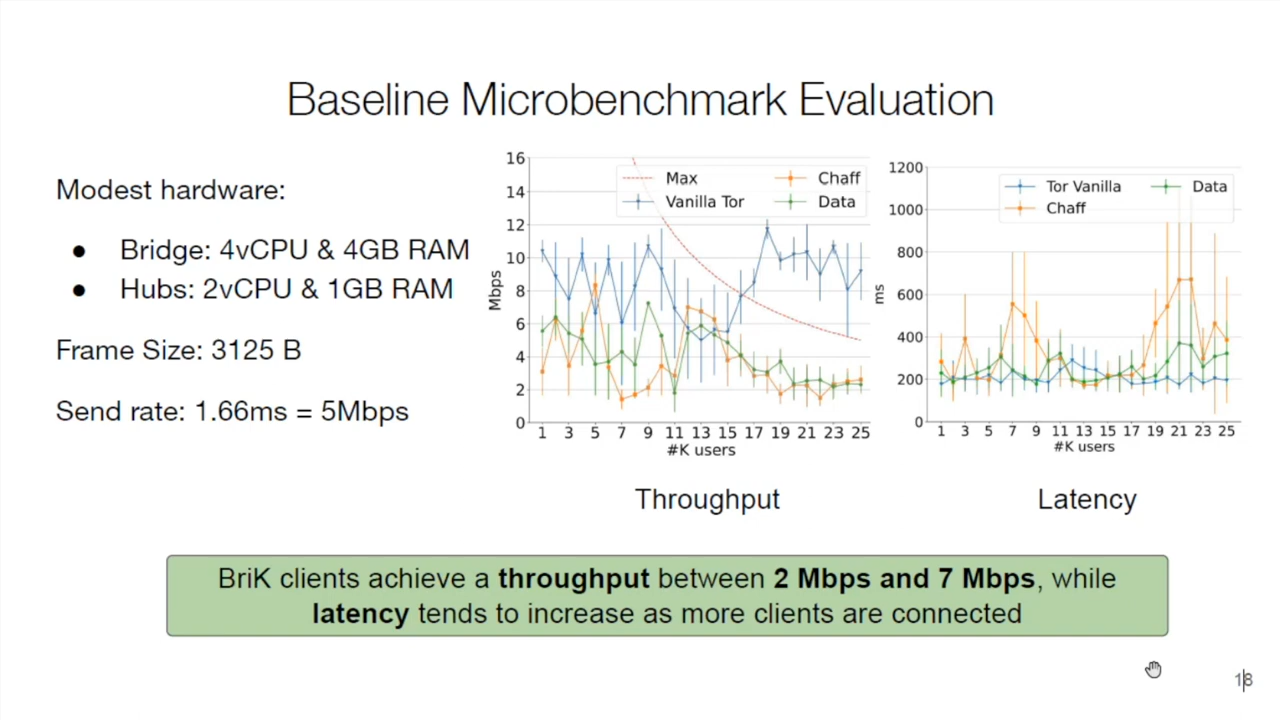 Baseline Microbenchmark Evaluation
Modest hardware:
● Bridge: 4vCPU & 4GB RAM
● Hubs: 2vCPU & 1GB RAM
Frame Size: 3125 B
Send rate: 1.66ms = 5Mbps
16
14
12
10
8
6
4
2
0
Mbps
Max
Vanilla Tor
Chaff
Data
1 3 5 7 9 11 13 15 17 19 21 23 25
#K users
Throughput
1200
1000
800
600
400
200
0
ms
Tor Vanilla
Chaff
Data
1 3 5 7 9 11 13 15 17 19 21 23 25
#K users
Latency
BriK clients achieve a throughput between 2 Mbps and 7 Mbps, while
latency tends to increase as more clients are connected
18